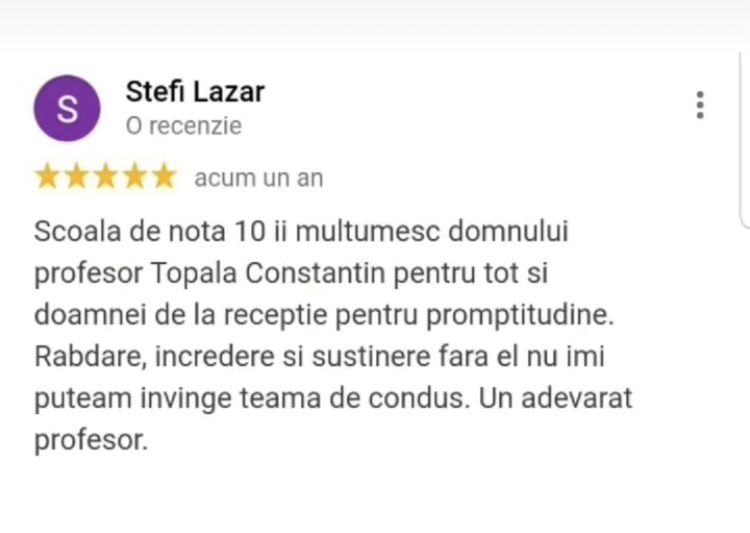 S
Stefi Lazar
O recenzie
acum un an
Scoala de nota 10 ii multumesc domnului
profesor Topala Constantin pentru tot si
doamnei de la receptie pentru promptitudine.
Rabdare, incredere si sustinere fara el nu imi
puteam invinge teama de condus. Un adevarat
profesor.